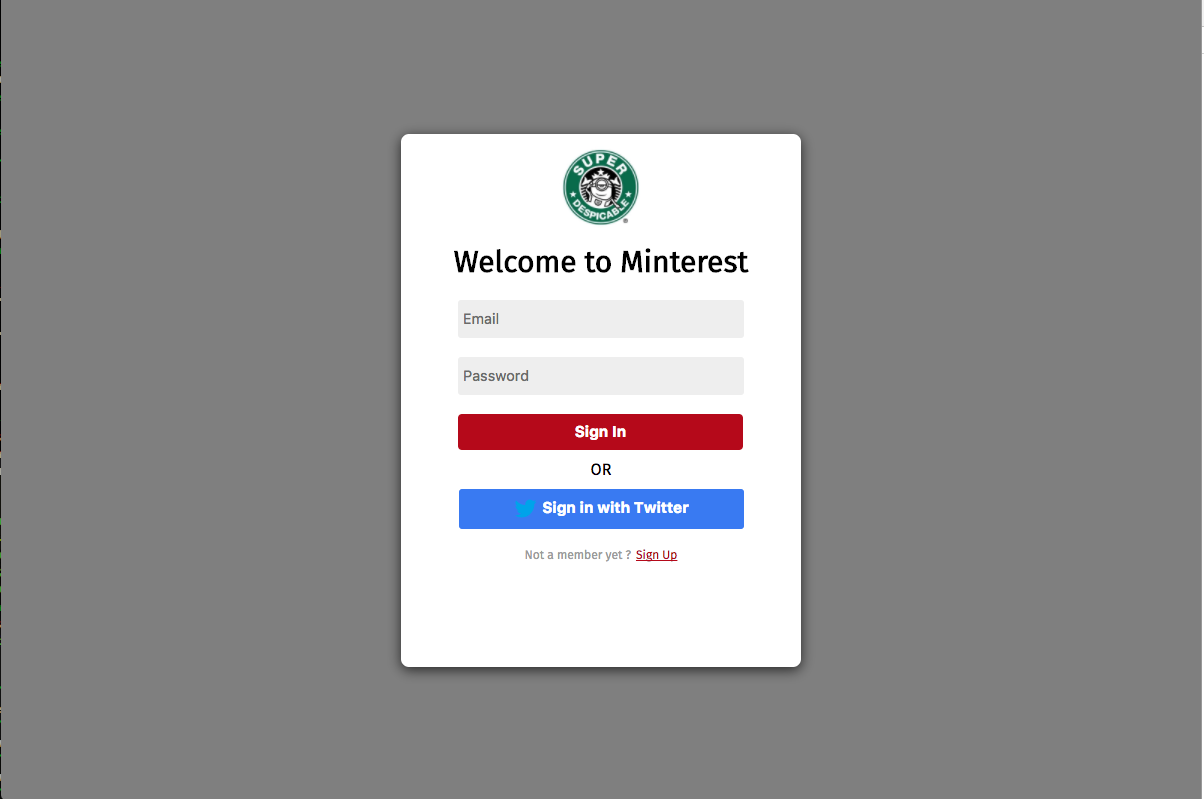 SUPER
DESPICABLE
Welcome to Minterest
Email
Password
Sign In
OR
Sign in with Twitter
Not a member yet ? Sign Up